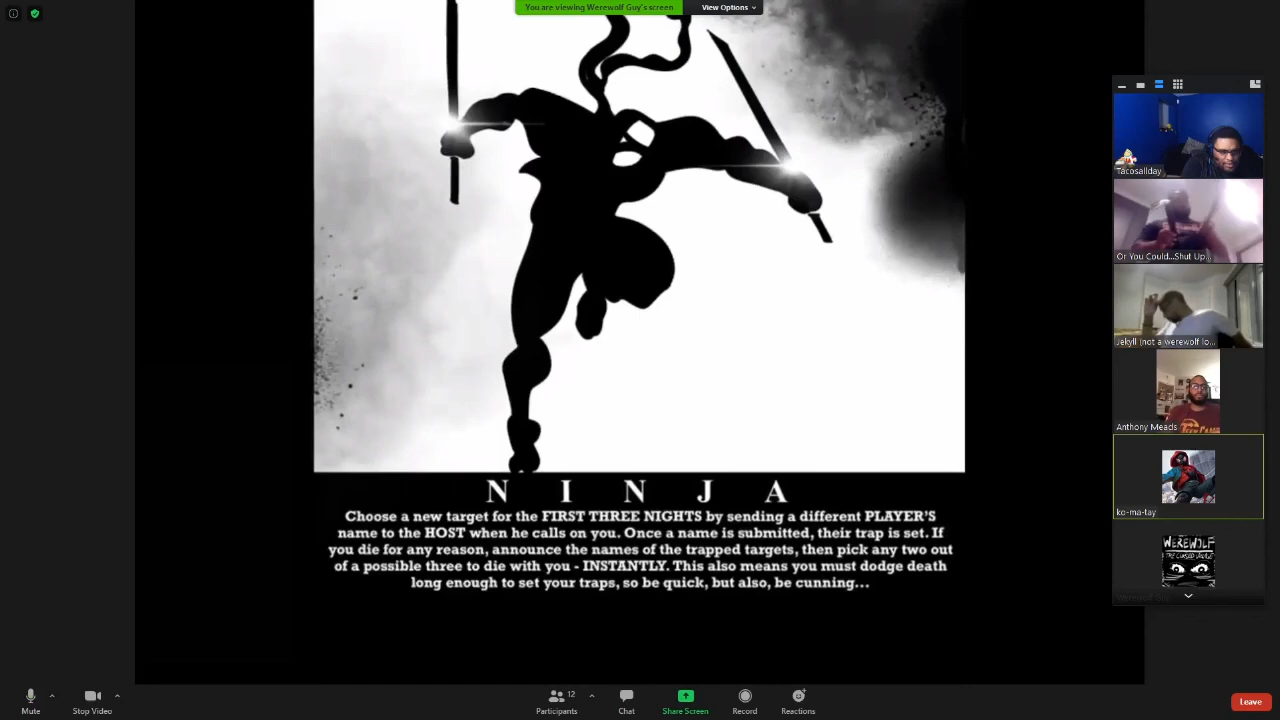 You are viewing Werewolf Guy's screen
View Options
Tacosallday
Or You Could...Shut Up...
Jekyll (not a werewolf lo...
Anthony Meads
ko-ma-tay
WEREWOLF
THE CURSED VILLAGE
Werewolf Guy
N I N J A
Choose a new target for the FIRST THREE NIGHTS by sending a different PLAYER'S
name to the HOST when he calls on you. Once a name is submitted, their trap is set. If
you die for any reason, announce the names of the trapped targets, then pick any two out
of a possible three to die with you - INSTANTLY. This also means you must dodge death
long enough to set your traps, so be quick, but also, be cunning...
Mute
Stop Video
12
Participants
Chat
Share Screen
Record
Reactions
Leave